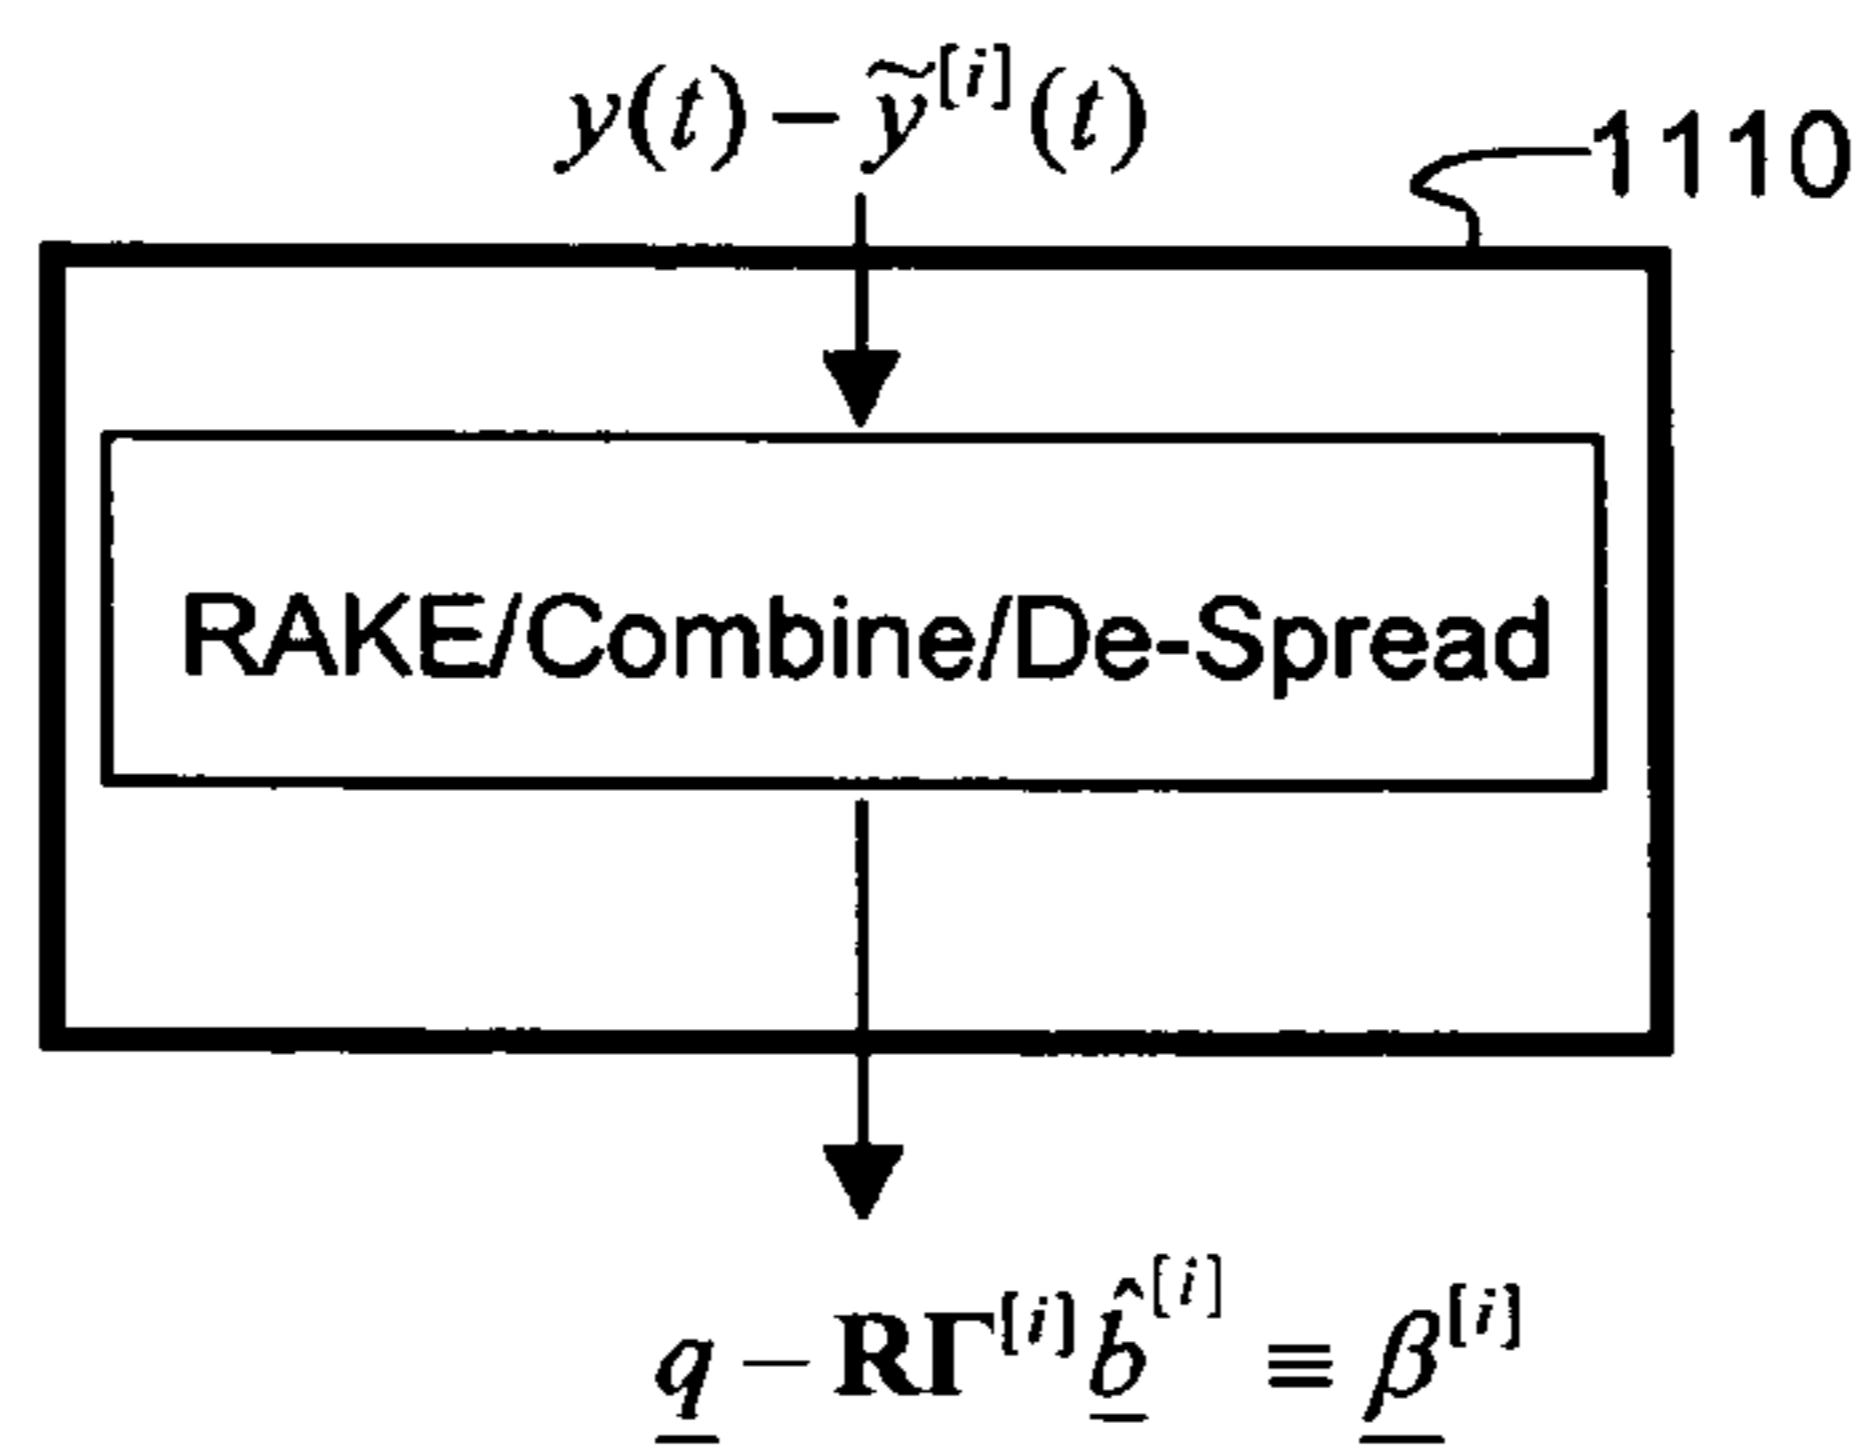 y(t) − ỹ^[i](t)
1110
RAKE/Combine/De-Spread
q̲ − RΓ^[i] b̲̂^[i] ≡ β̲^[i]